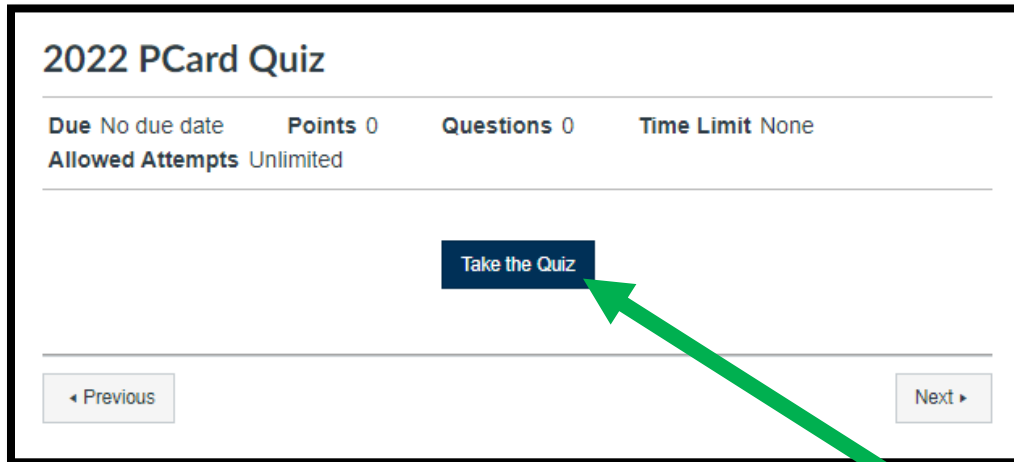 2022 PCard Quiz
Due No due date Points 0 Questions 0 Time Limit None
Allowed Attempts Unlimited
Take the Quiz
◂ Previous
Next ▸